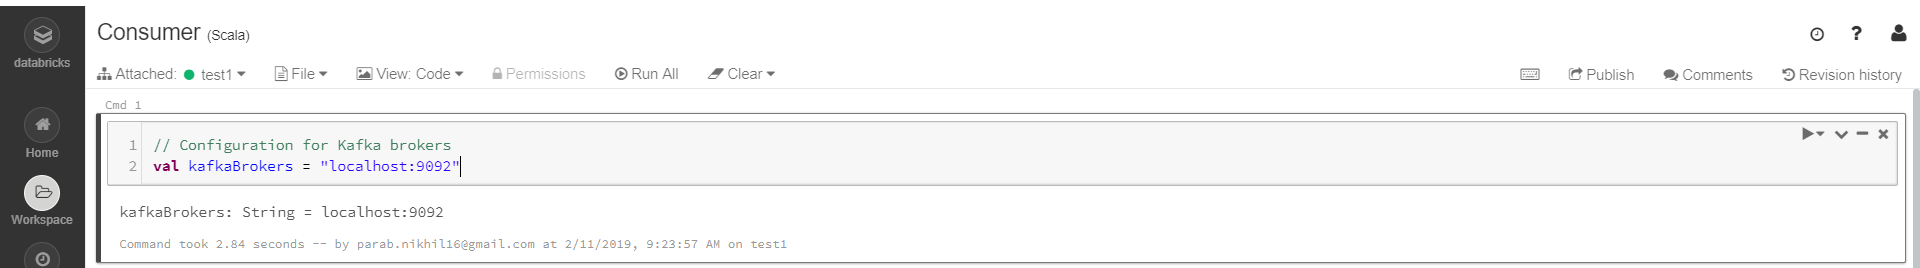 Consumer (Scala)
databricks
Attached: test1 File View: Code Permissions Run All Clear Publish Comments Revision history
Cmd 1
Home
1 // Configuration for Kafka brokers
2 val kafkaBrokers = "localhost:9092"
Workspace
kafkaBrokers: String = localhost:9092
Command took 2.84 seconds -- by parab.nikhil16@gmail.com at 2/11/2019, 9:23:57 AM on test1